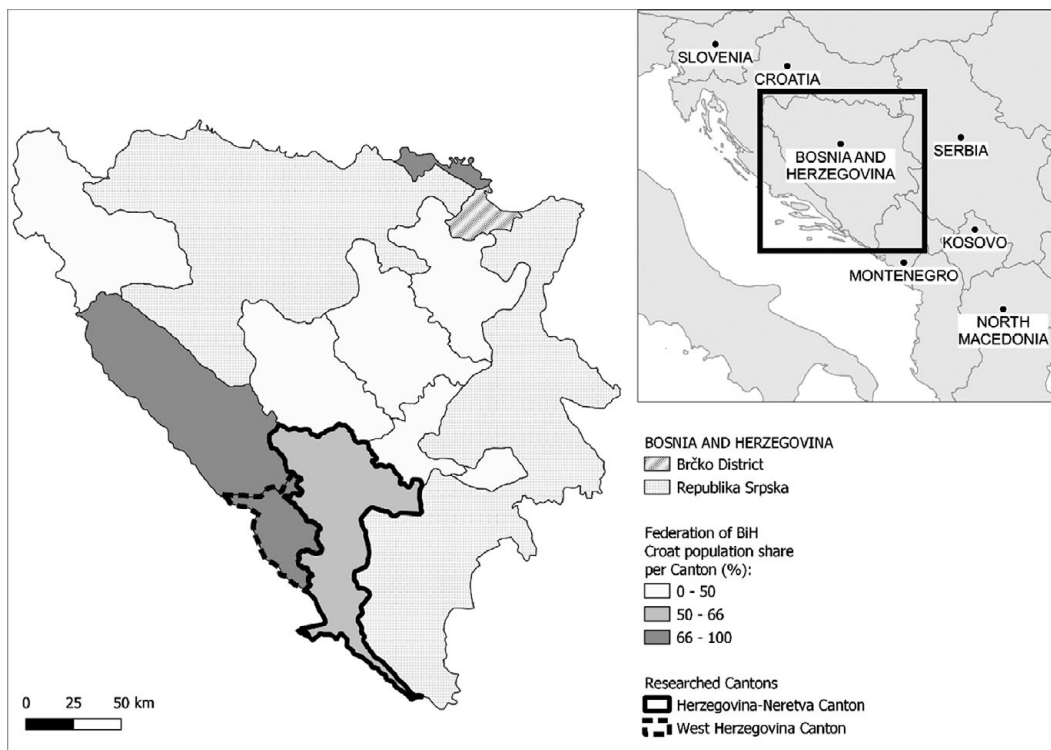 SLOVENIA
CROATIA
BOSNIA AND
HERZEGOVINA
SERBIA
KOSOVO
MONTENEGRO
NORTH
MACEDONIA
BOSNIA AND HERZEGOVINA
Brčko District
Republika Srpska
Federation of BiH
Croat population share
per Canton (%):
0 - 50
50 - 66
66 - 100
Researched Cantons
Herzegovina-Neretva Canton
West Herzegovina Canton
0 25 50 km